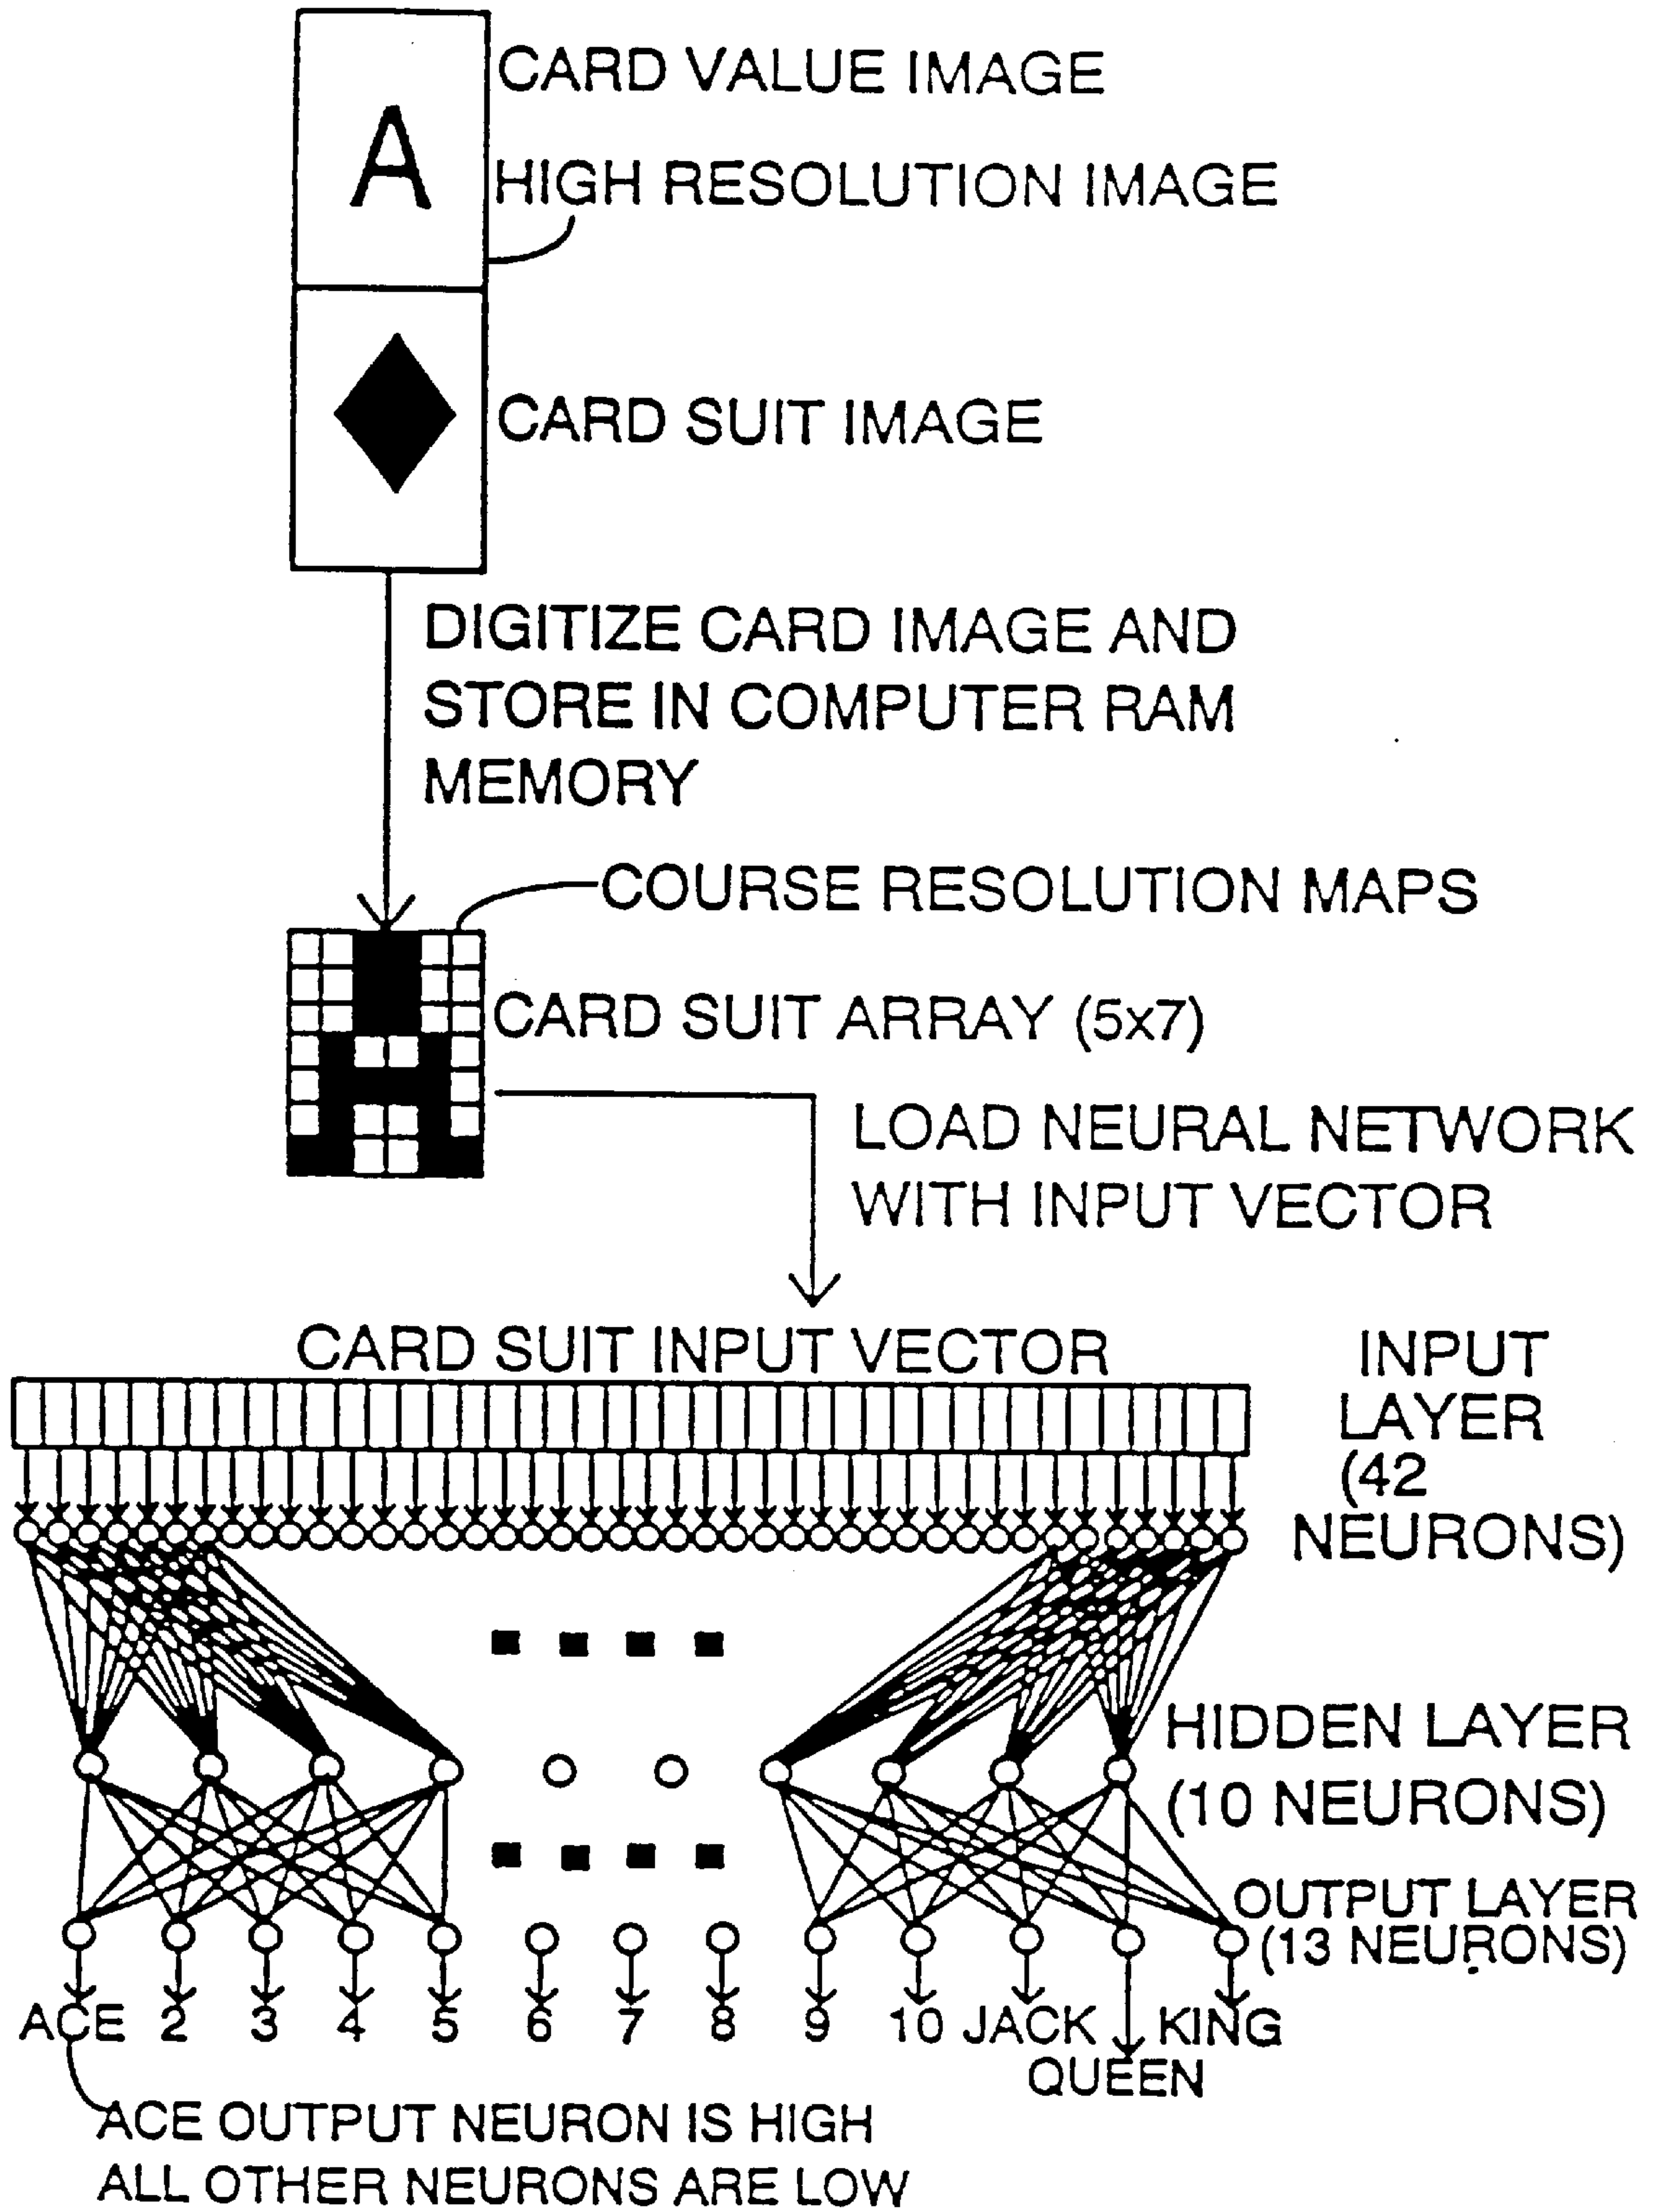 CARD VALUE IMAGE
A
HIGH RESOLUTION IMAGE
CARD SUIT IMAGE
DIGITIZE CARD IMAGE AND
STORE IN COMPUTER RAM
MEMORY
COURSE RESOLUTION MAPS
CARD SUIT ARRAY (5x7)
LOAD NEURAL NETWORK
WITH INPUT VECTOR
CARD SUIT INPUT VECTOR
INPUT
LAYER
(42
NEURONS)
HIDDEN LAYER
(10 NEURONS)
OUTPUT LAYER
(13 NEURONS)
ACE 2 3 4 5 6 7 8 9 10 JACK KING
QUEEN
ACE OUTPUT NEURON IS HIGH
ALL OTHER NEURONS ARE LOW